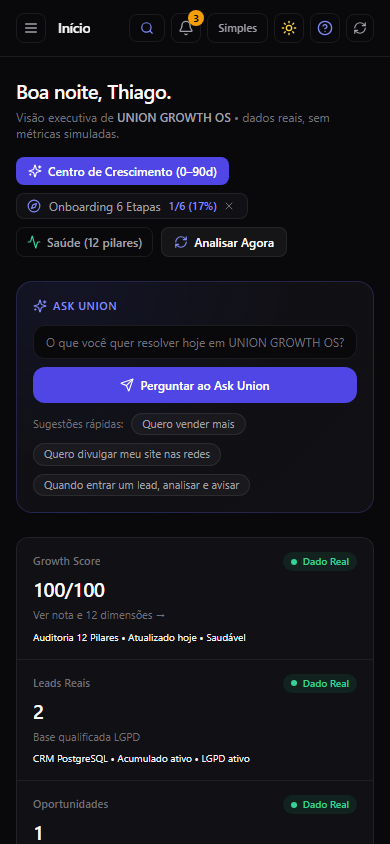 Início
3
Simples
Boa noite, Thiago.
Visão executiva de UNION GROWTH OS • dados reais, sem
métricas simuladas.
Centro de Crescimento (0–90d)
Onboarding 6 Etapas 1/6 (17%) ×
Saúde (12 pilares)
Analisar Agora
ASK UNION
O que você quer resolver hoje em UNION GROWTH OS?
Perguntar ao Ask Union
Sugestões rápidas: Quero vender mais
Quero divulgar meu site nas redes
Quando entrar um lead, analisar e avisar
Growth Score
Dado Real
100/100
Ver nota e 12 dimensões →
Auditoria 12 Pilares • Atualizado hoje • Saudável
Leads Reais
Dado Real
2
Base qualificada LGPD
CRM PostgreSQL • Acumulado ativo • LGPD ativo
Oportunidades
Dado Real
1